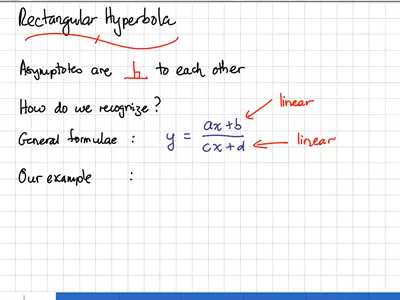 Rectangular Hyperbola
Asymptotes are ⊥ to each other
How do we recognize?
linear
General formulae : y = (ax+b)/(cx+d)
linear
Our example :
1